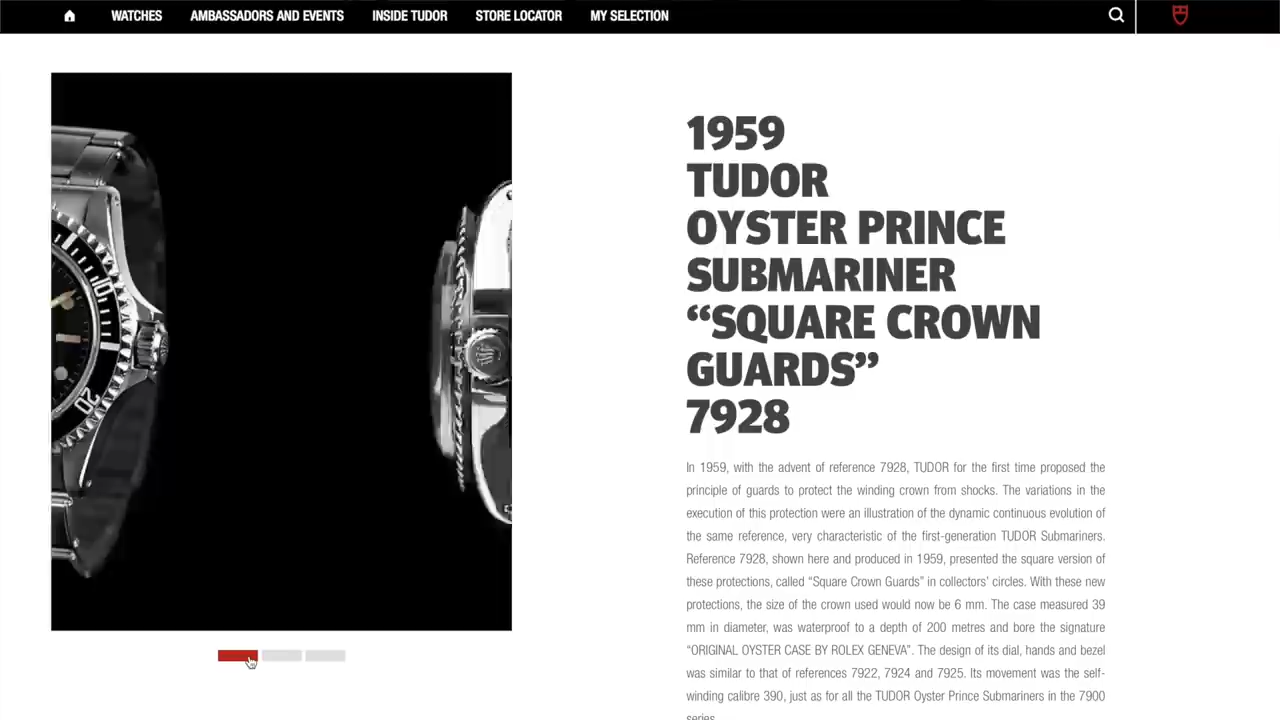 WATCHES AMBASSADORS AND EVENTS INSIDE TUDOR STORE LOCATOR MY SELECTION
10
20
1959
TUDOR
OYSTER PRINCE
SUBMARINER
“SQUARE CROWN
GUARDS”
7928
In 1959, with the advent of reference 7928, TUDOR for the first time proposed the
principle of guards to protect the winding crown from shocks. The variations in the
execution of this protection were an illustration of the dynamic continuous evolution of
the same reference, very characteristic of the first-generation TUDOR Submariners.
Reference 7928, shown here and produced in 1959, presented the square version of
these protections, called “Square Crown Guards” in collectors’ circles. With these new
protections, the size of the crown used would now be 6 mm. The case measured 39
mm in diameter, was waterproof to a depth of 200 metres and bore the signature
“ORIGINAL OYSTER CASE BY ROLEX GENEVA”. The design of its dial, hands and bezel
was similar to that of references 7922, 7924 and 7925. Its movement was the self-
winding calibre 390, just as for all the TUDOR Oyster Prince Submariners in the 7900
series.